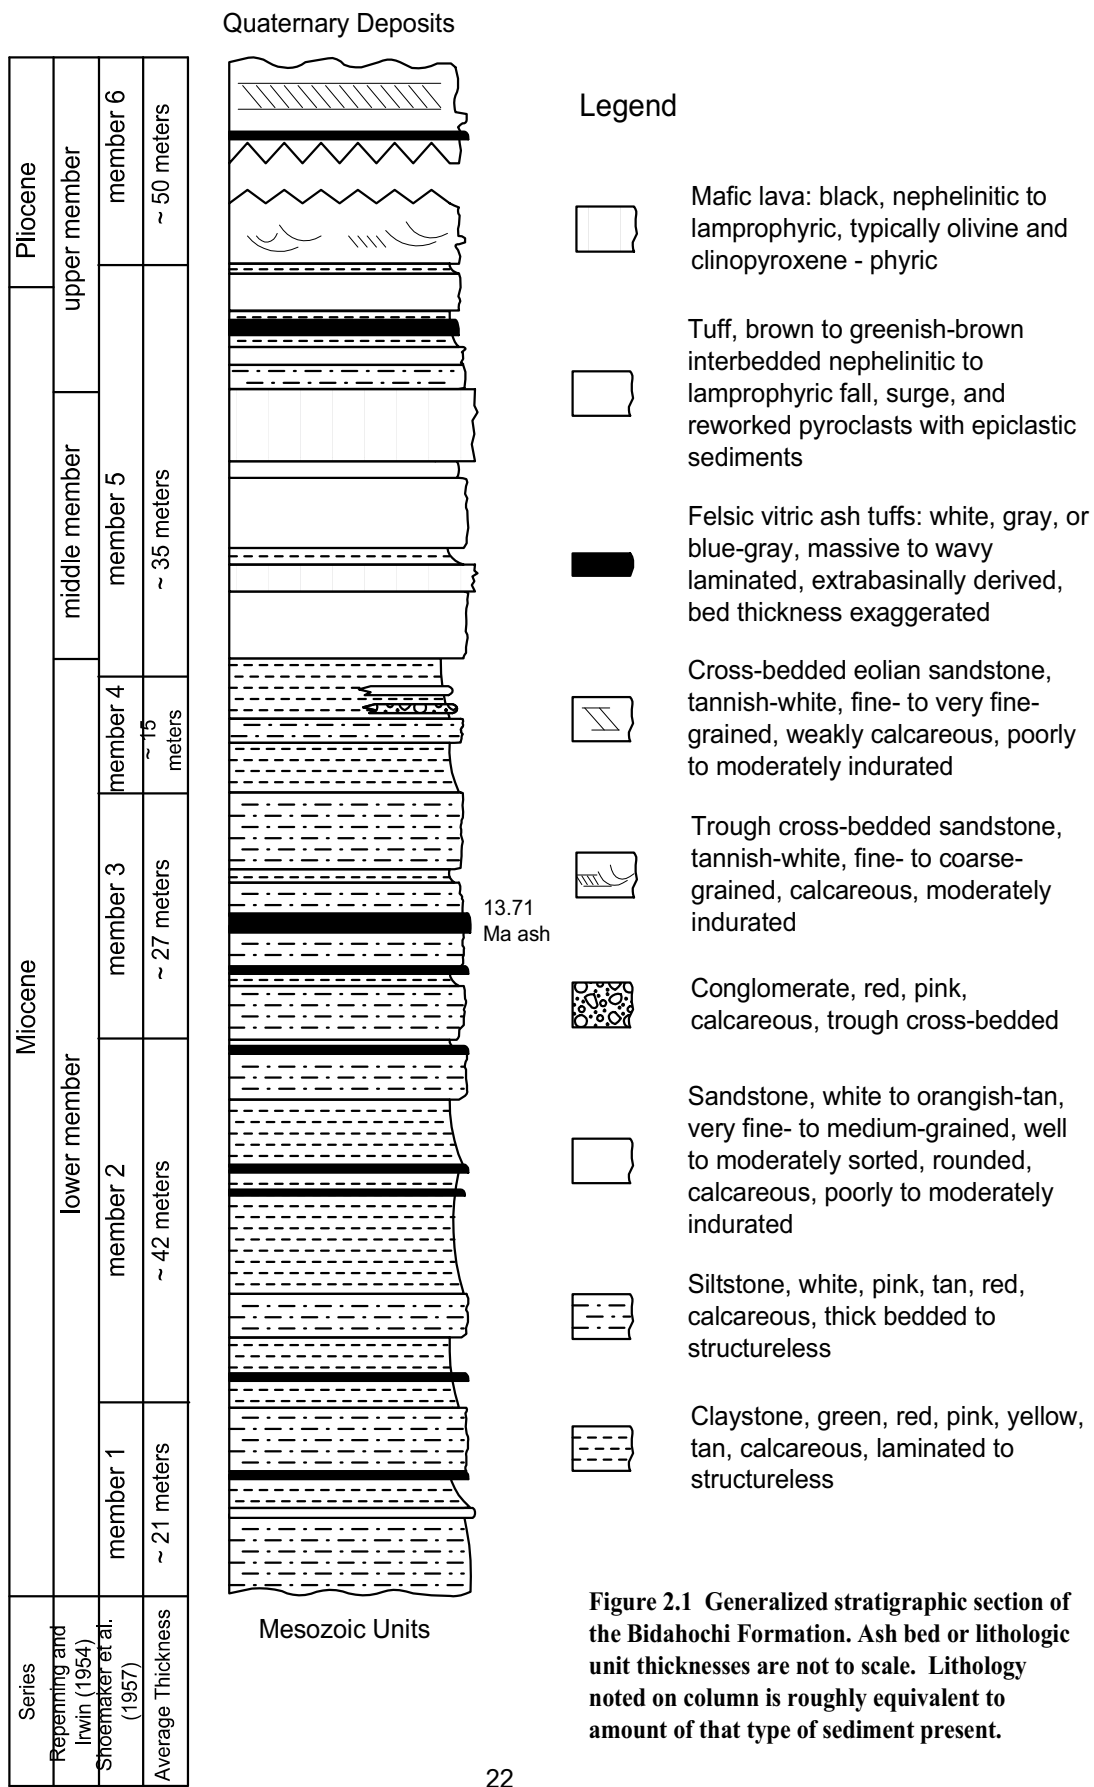 Quaternary Deposits
Pliocene
Miocene
Series
upper member
middle member
lower member
Repenning and
Irwin (1954)
member 6
member 5
member 4
member 3
member 2
member 1
Shoemaker et al.
(1957)
~ 50 meters
~ 35 meters
~ 15
meters
~ 27 meters
~ 42 meters
~ 21 meters
Average Thickness
13.71
Ma ash
Mesozoic Units
Legend
Mafic lava: black, nephelinitic to
lamprophyric, typically olivine and
clinopyroxene - phyric
Tuff, brown to greenish-brown
interbedded nephelinitic to
lamprophyric fall, surge, and
reworked pyroclasts with epiclastic
sediments
Felsic vitric ash tuffs: white, gray, or
blue-gray, massive to wavy
laminated, extrabasinally derived,
bed thickness exaggerated
Cross-bedded eolian sandstone,
tannish-white, fine- to very fine-
grained, weakly calcareous, poorly
to moderately indurated
Trough cross-bedded sandstone,
tannish-white, fine- to coarse-
grained, calcareous, moderately
indurated
Conglomerate, red, pink,
calcareous, trough cross-bedded
Sandstone, white to orangish-tan,
very fine- to medium-grained, well
to moderately sorted, rounded,
calcareous, poorly to moderately
indurated
Siltstone, white, pink, tan, red,
calcareous, thick bedded to
structureless
Claystone, green, red, pink, yellow,
tan, calcareous, laminated to
structureless
Figure 2.1  Generalized stratigraphic section of
the Bidahochi Formation. Ash bed or lithologic
unit thicknesses are not to scale.  Lithology
noted on column is roughly equivalent to
amount of that type of sediment present.
22